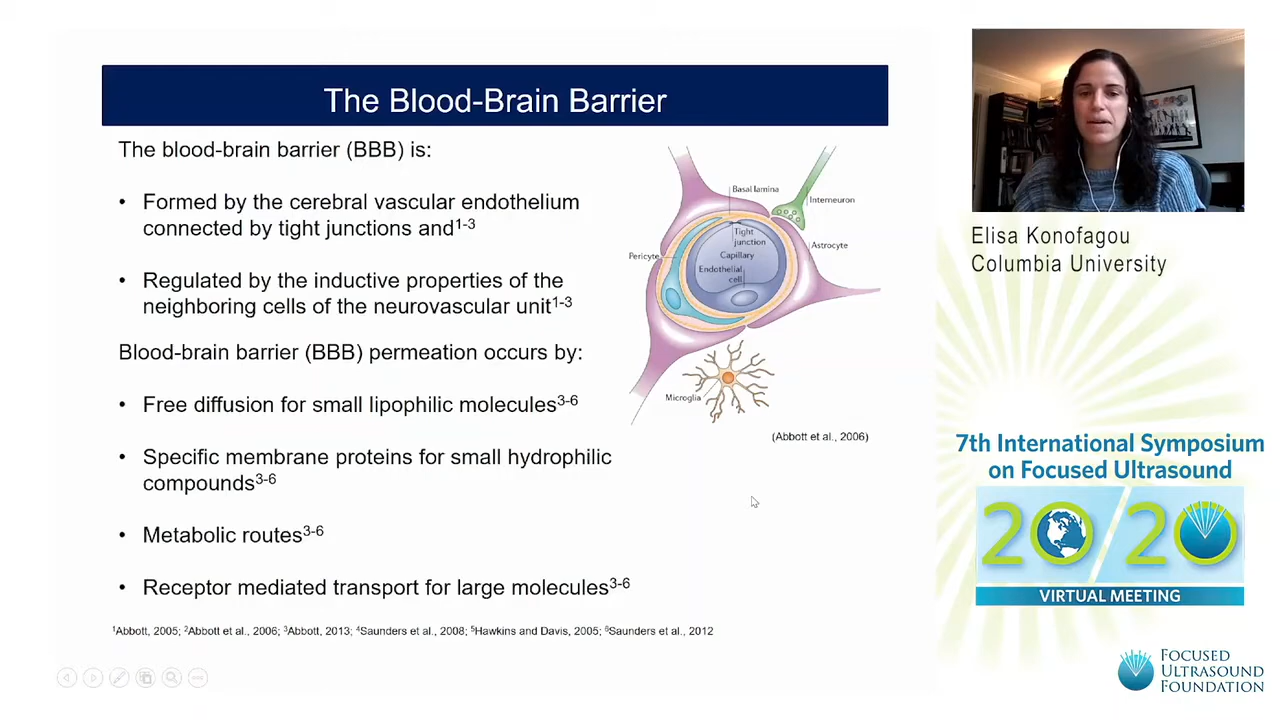 The Blood-Brain Barrier
The blood-brain barrier (BBB) is:
• Formed by the cerebral vascular endothelium
connected by tight junctions and1-3
• Regulated by the inductive properties of the
neighboring cells of the neurovascular unit1-3
Blood-brain barrier (BBB) permeation occurs by:
• Free diffusion for small lipophilic molecules3-6
• Specific membrane proteins for small hydrophilic
compounds3-6
• Metabolic routes3-6
• Receptor mediated transport for large molecules3-6
1Abbott, 2005; 2Abbott et al., 2006; 3Abbott, 2013; 4Saunders et al., 2008; 5Hawkins and Davis, 2005; 6Saunders et al., 2012
Basal lamina
Interneuron
Tight
junction
Astrocyte
Pericyte
Capillary
Endothelial
cell
Microglia
(Abbott et al., 2006)
Elisa Konofagou
Columbia University
7th International Symposium
on Focused Ultrasound
20/20
VIRTUAL MEETING
FOCUSED
ULTRASOUND
FOUNDATION